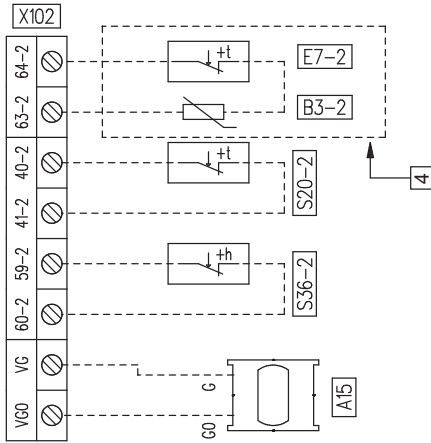 X102
64-2
+t
E7-2
63-2
B3-2
40-2
+t
41-2
S20-2
4
59-2
+h
60-2
S36-2
VG
G
VG0
G0
A15